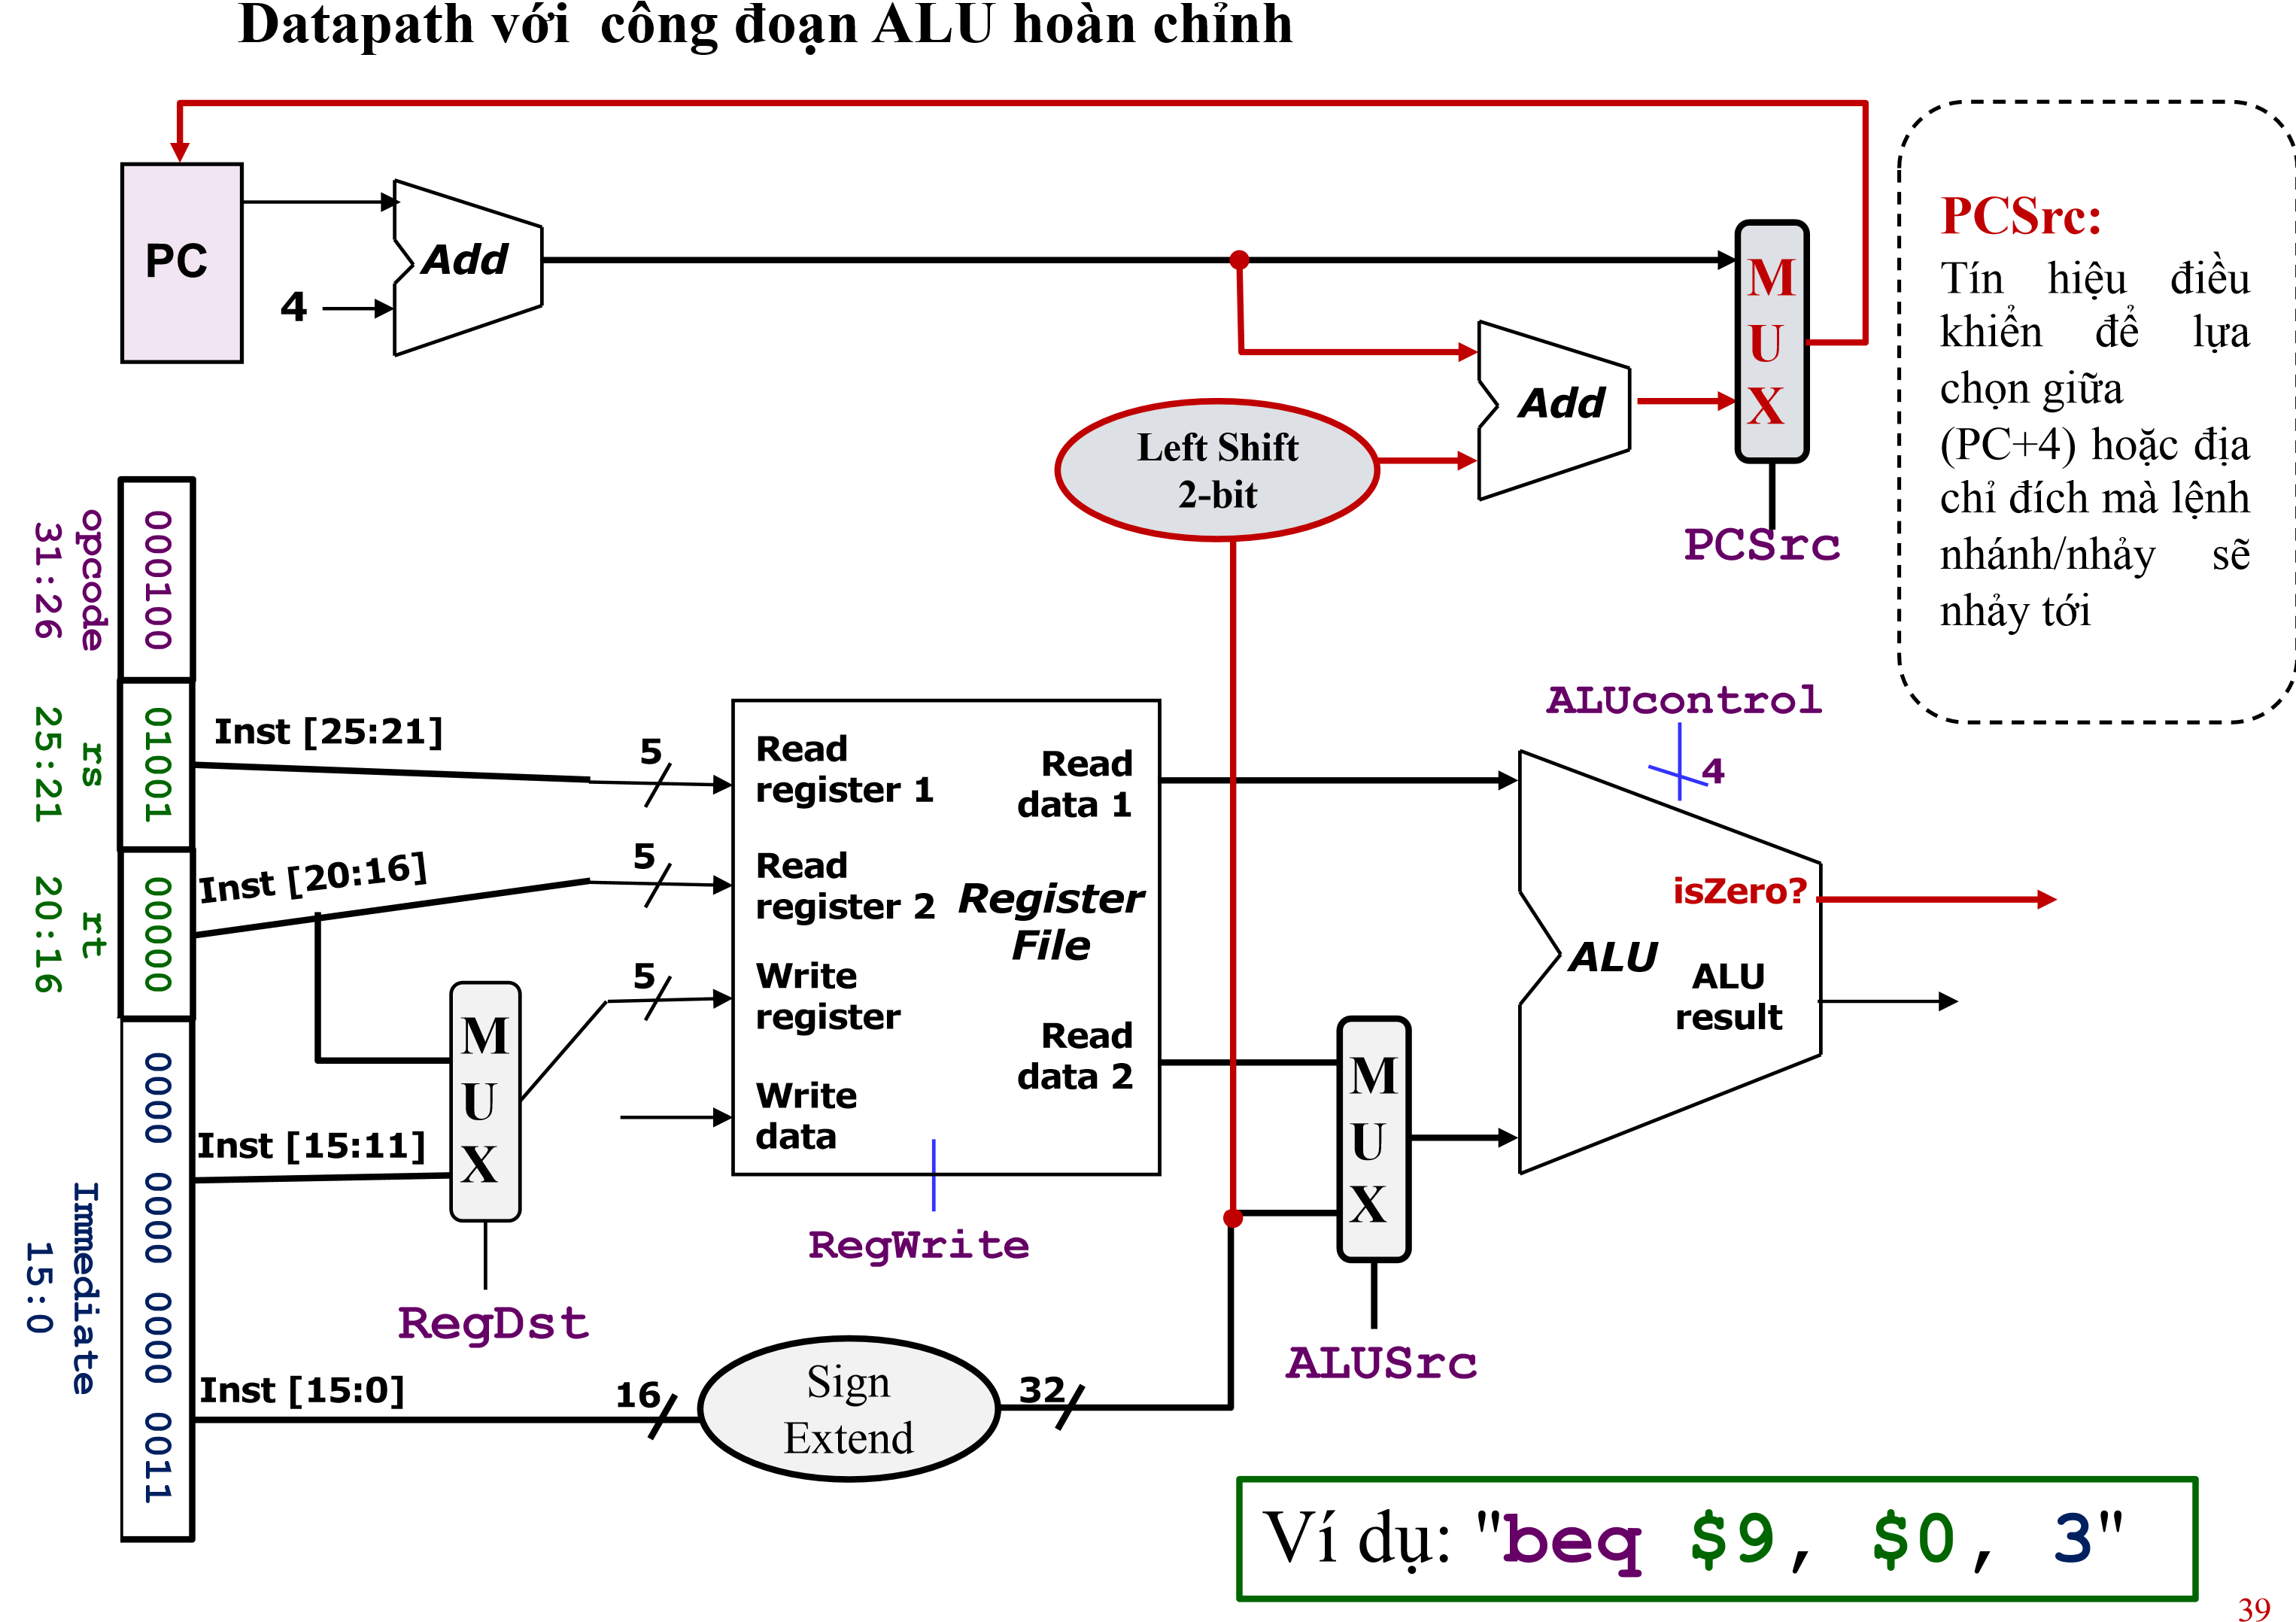 Datapath với công đoạn ALU hoàn chỉnh
PC
4
Add
Add
Left Shift
2-bit
M
U
X
PCSrc
PCSrc:
Tín hiệu điều
khiển để lựa
chọn giữa
(PC+4) hoặc địa
chỉ đích mà lệnh
nhánh/nhảy sẽ
nhảy tới
opcode
31:26
000100
rs
25:21
01001
rt
20:16
00000
Immediate
15:0
0000 0000 0000 0011
Inst [25:21]
5
Inst [20:16]
5
5
Inst [15:11]
M
U
X
RegDst
Inst [15:0]
16
Sign
Extend
32
Read
register 1
Read
register 2
Write
register
Write
data
Read
data 1
Register
File
Read
data 2
RegWrite
M
U
X
ALUSrc
ALUcontrol
4
isZero?
ALU
ALU
result
Ví dụ: "beq $9, $0, 3"
39